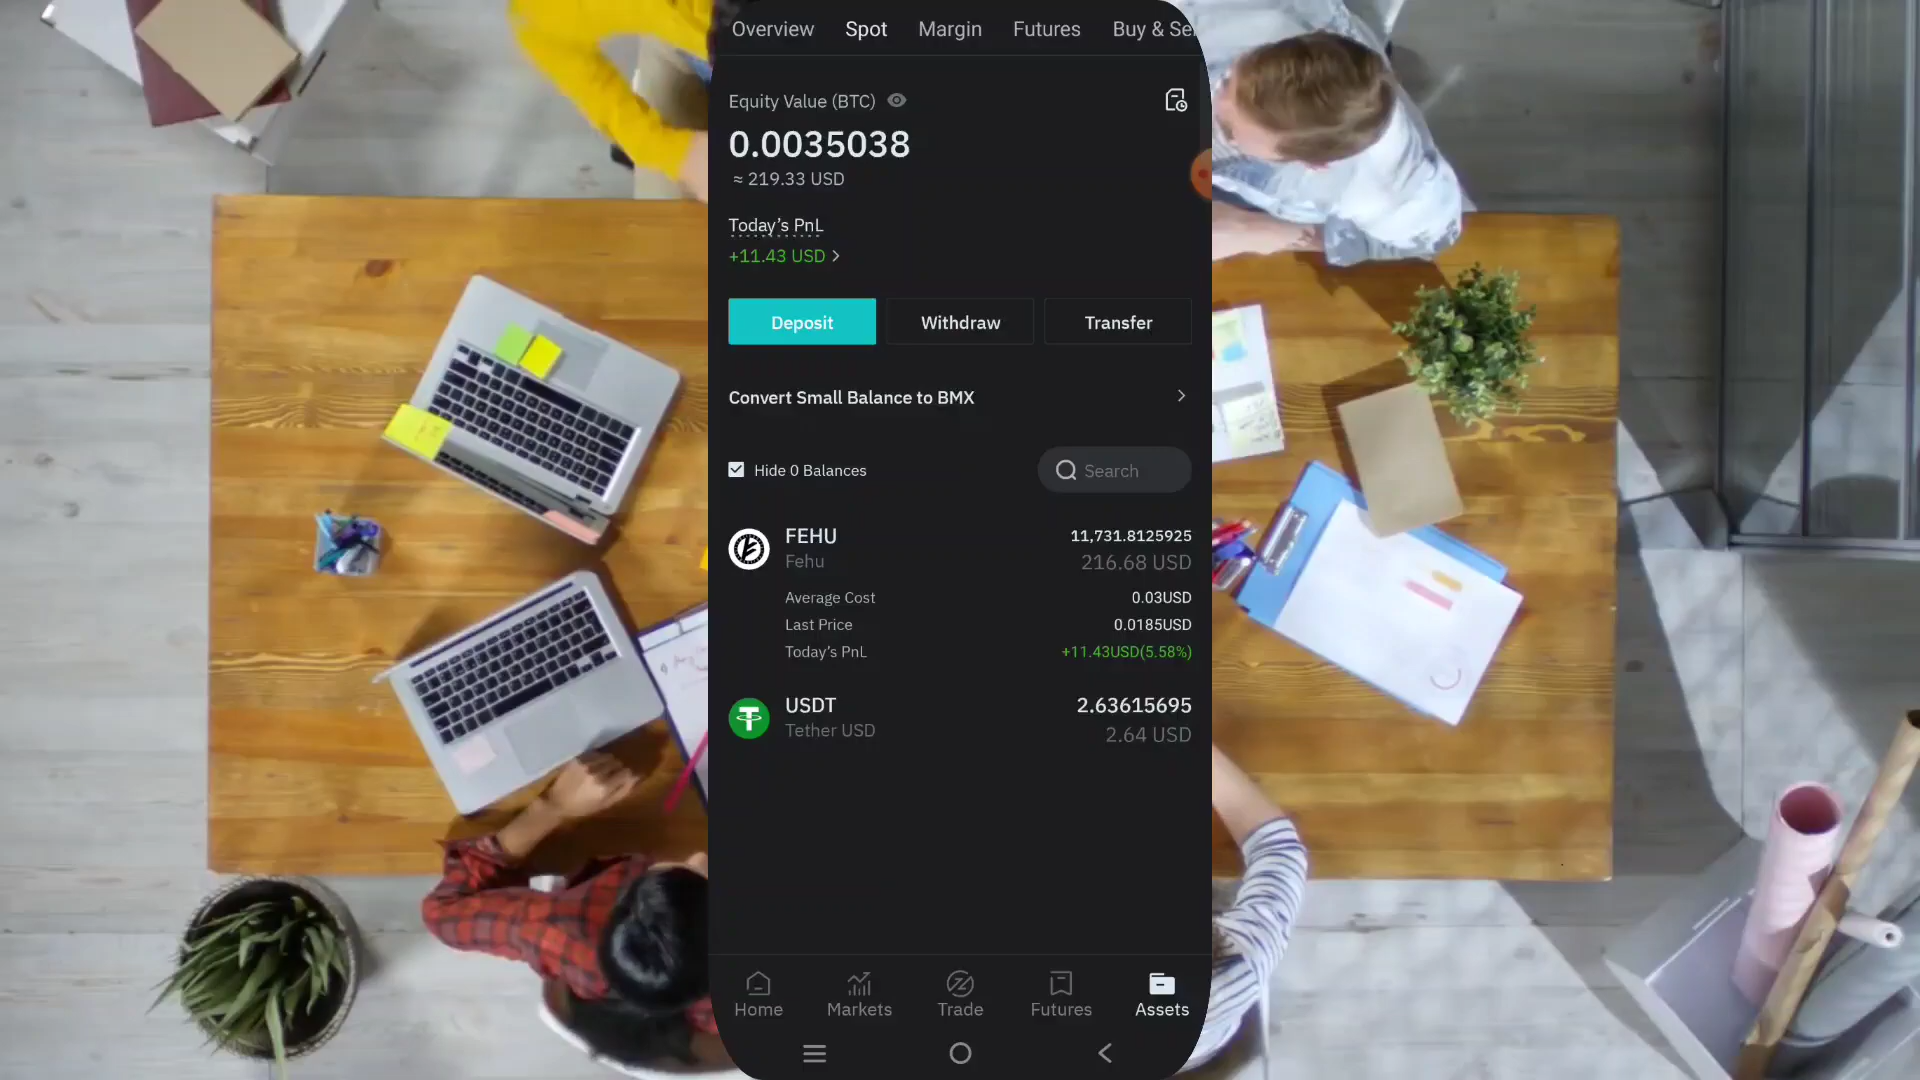 Overview Spot Margin Futures Buy & Se
Equity Value (BTC)
0.0035038
≈ 219.33 USD
Today's PnL
+11.43 USD
Deposit Withdraw Transfer
Convert Small Balance to BMX
Hide 0 Balances Search
FEHU 11,731.8125925
Fehu 216.68 USD
Average Cost 0.03USD
Last Price 0.0185USD
Today's PnL +11.43USD(5.58%)
USDT 2.63615695
Tether USD 2.64 USD
Home Markets Trade Futures Assets